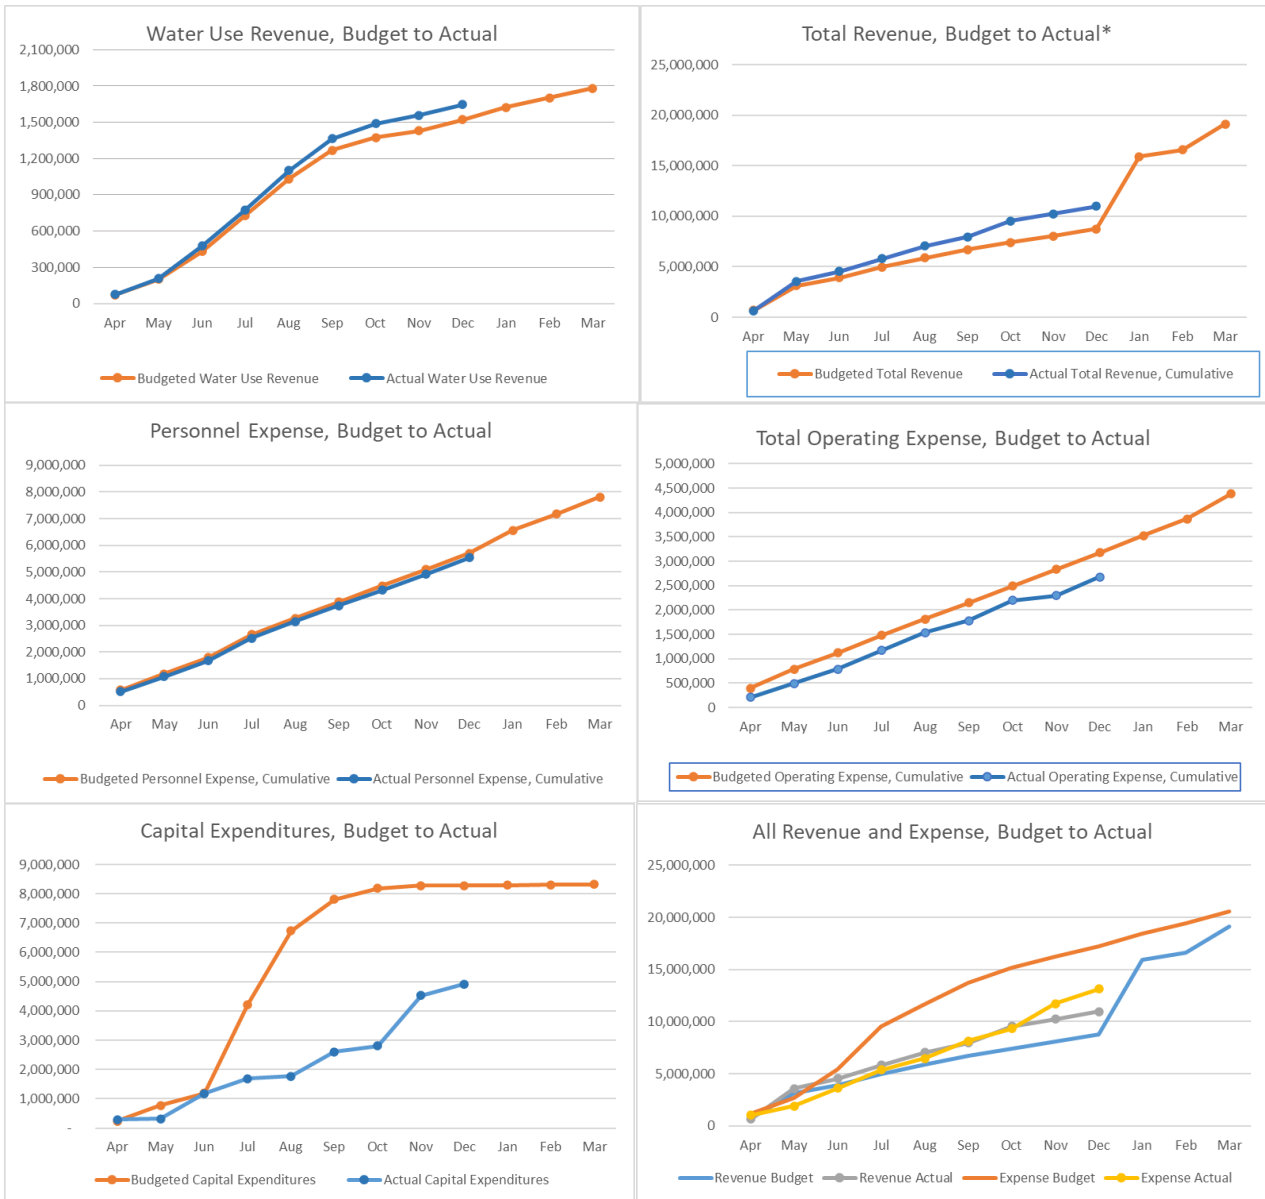 Water Use Revenue, Budget to Actual
2,100,000
1,800,000
1,500,000
1,200,000
900,000
600,000
300,000
0
Apr May Jun Jul Aug Sep Oct Nov Dec Jan Feb Mar
Budgeted Water Use Revenue Actual Water Use Revenue
Total Revenue, Budget to Actual*
25,000,000
20,000,000
15,000,000
10,000,000
5,000,000
0
Apr May Jun Jul Aug Sep Oct Nov Dec Jan Feb Mar
Budgeted Total Revenue Actual Total Revenue, Cumulative
Personnel Expense, Budget to Actual
9,000,000
8,000,000
7,000,000
6,000,000
5,000,000
4,000,000
3,000,000
2,000,000
1,000,000
0
Apr May Jun Jul Aug Sep Oct Nov Dec Jan Feb Mar
Budgeted Personnel Expense, Cumulative Actual Personnel Expense, Cumulative
Total Operating Expense, Budget to Actual
5,000,000
4,500,000
4,000,000
3,500,000
3,000,000
2,500,000
2,000,000
1,500,000
1,000,000
500,000
0
Apr May Jun Jul Aug Sep Oct Nov Dec Jan Feb Mar
Budgeted Operating Expense, Cumulative Actual Operating Expense, Cumulative
Capital Expenditures, Budget to Actual
9,000,000
8,000,000
7,000,000
6,000,000
5,000,000
4,000,000
3,000,000
2,000,000
1,000,000
-
Apr May Jun Jul Aug Sep Oct Nov Dec Jan Feb Mar
Budgeted Capital Expenditures Actual Capital Expenditures
All Revenue and Expense, Budget to Actual
25,000,000
20,000,000
15,000,000
10,000,000
5,000,000
0
Apr May Jun Jul Aug Sep Oct Nov Dec Jan Feb Mar
Revenue Budget Revenue Actual Expense Budget Expense Actual